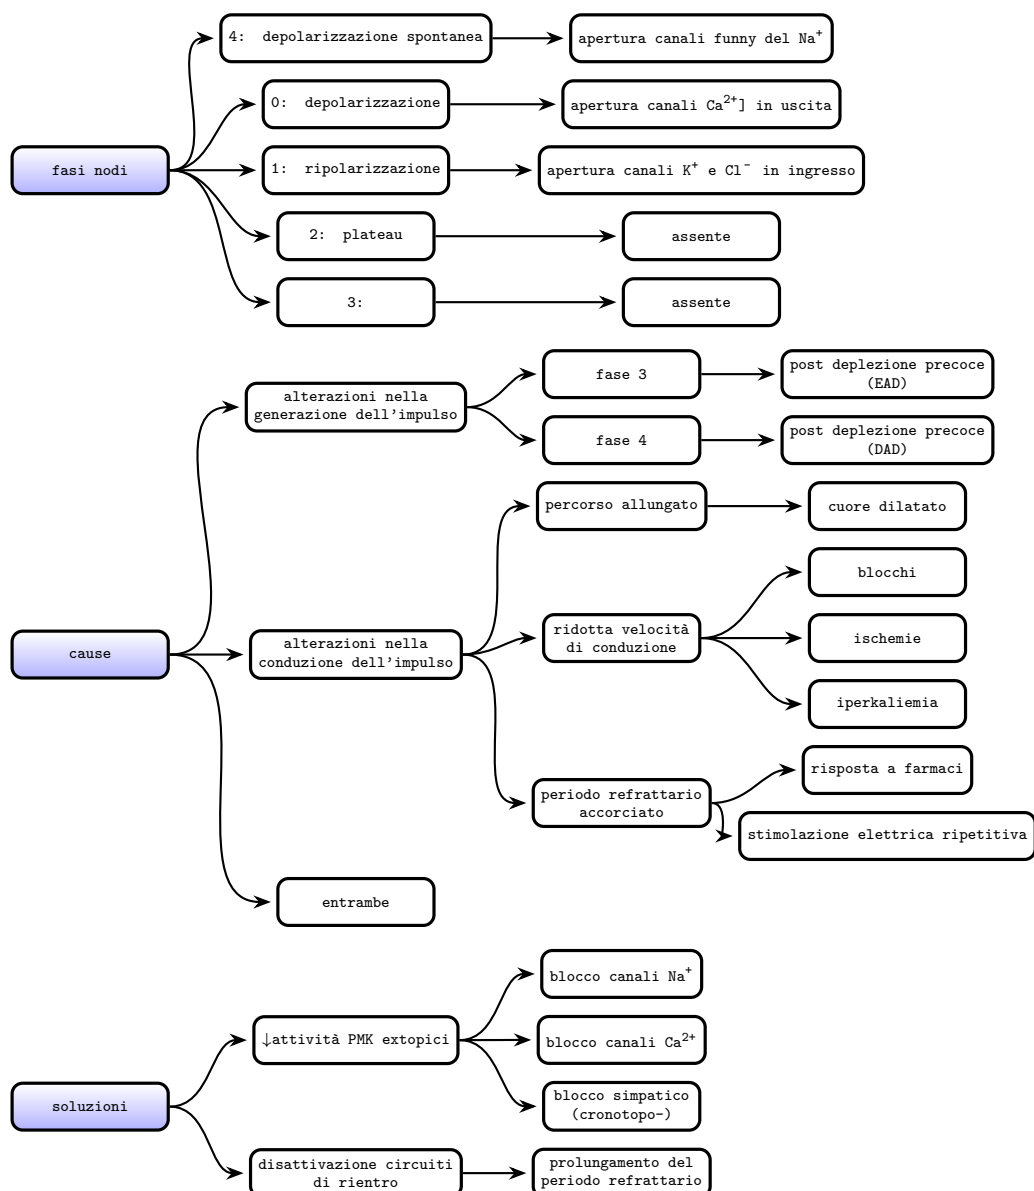 4: depolarizzazione spontanea
apertura canali funny del Na⁺
0: depolarizzazione
apertura canali Ca²⁺] in uscita
fasi nodi
1: ripolarizzazione
apertura canali K⁺ e Cl⁻ in ingresso
2: plateau
assente
3:
assente
alterazioni nella
generazione dell'impulso
fase 3
post deplezione precoce
(EAD)
fase 4
post deplezione precoce
(DAD)
cause
alterazioni nella
conduzione dell'impulso
percorso allungato
cuore dilatato
ridotta velocità
di conduzione
blocchi
ischemie
iperkaliemia
periodo refrattario
accorciato
risposta a farmaci
stimolazione elettrica ripetitiva
entrambe
soluzioni
↓attività PMK extopici
blocco canali Na⁺
blocco canali Ca²⁺
blocco simpatico
(cronotopo-)
disattivazione circuiti
di rientro
prolungamento del
periodo refrattario